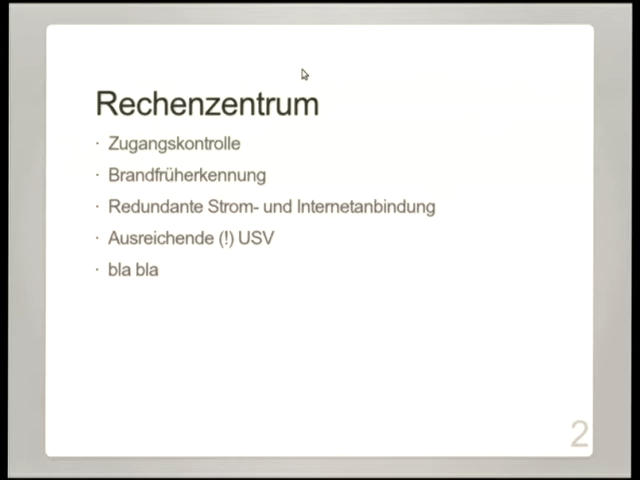 Rechenzentrum
· Zugangskontrolle
· Brandfrüherkennung
· Redundante Strom- und Internetanbindung
· Ausreichende (!) USV
· bla bla
2